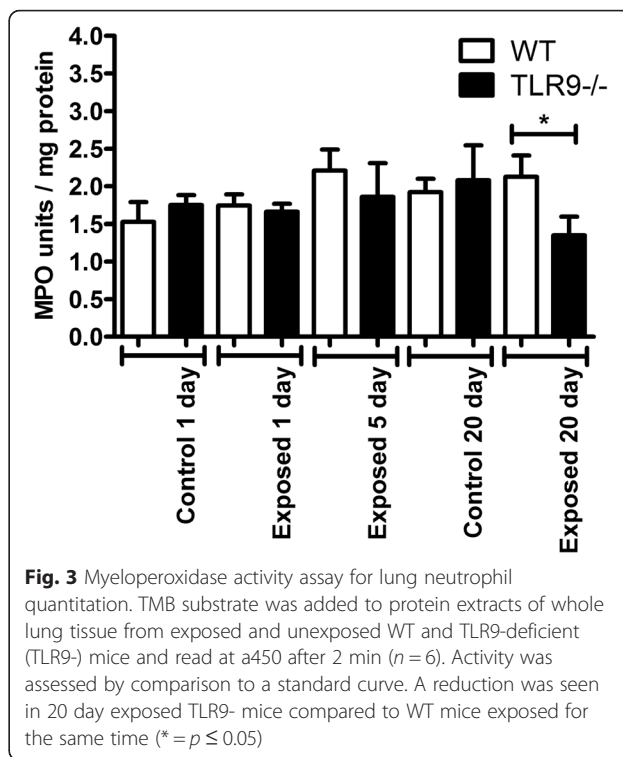 4.0
3.5
3.0
2.5
2.0
1.5
1.0
0.5
0.0
MPO units / mg protein
WT
TLR9-/-
*
Control 1 day
Exposed 1 day
Exposed 5 day
Control 20 day
Exposed 20 day
Fig. 3 Myeloperoxidase activity assay for lung neutrophil
quantitation. TMB substrate was added to protein extracts of whole
lung tissue from exposed and unexposed WT and TLR9-deficient
(TLR9-) mice and read at a450 after 2 min (n = 6). Activity was
assessed by comparison to a standard curve. A reduction was seen
in 20 day exposed TLR9- mice compared to WT mice exposed for
the same time (* = p ≤ 0.05)